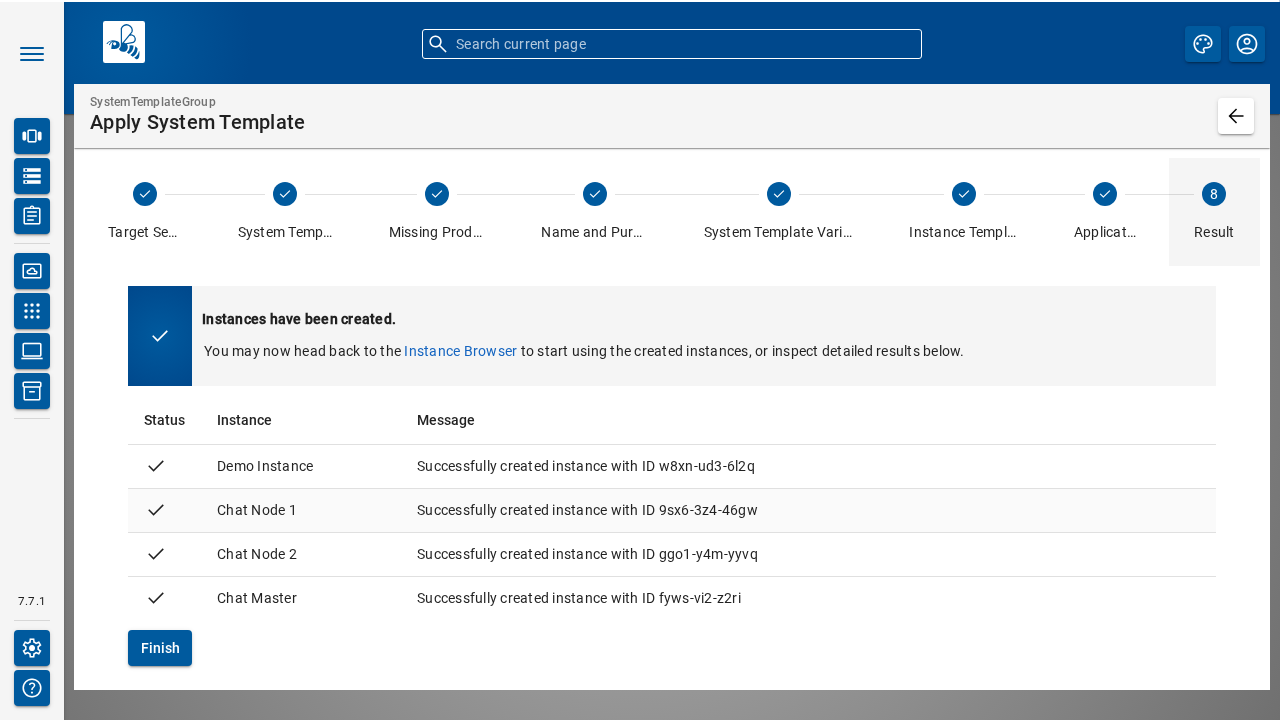 Search current page
SystemTemplateGroup
Apply System Template
8
Target Se…
System Temp…
Missing Prod…
Name and Pur…
System Template Vari…
Instance Templ…
Applicat…
Result
Instances have been created.
You may now head back to the Instance Browser to start using the created instances, or inspect detailed results below.
Status Instance Message
Demo Instance Successfully created instance with ID w8xn-ud3-6l2q
Chat Node 1 Successfully created instance with ID 9sx6-3z4-46gw
Chat Node 2 Successfully created instance with ID ggo1-y4m-yyvq
Chat Master Successfully created instance with ID fyws-vi2-z2ri
Finish
7.7.1